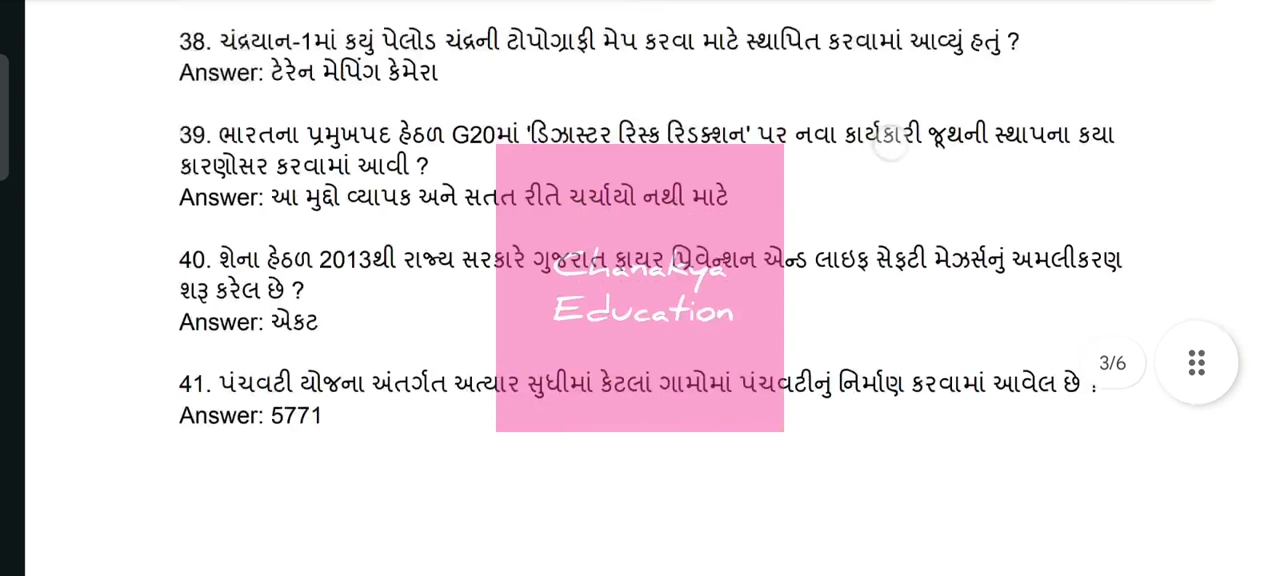 38. ચંદ્રયાન-1માં કયું પેલોડ ચંદ્રની ટોપોગ્રાફી મેપ કરવા માટે સ્થાપિત કરવામાં આવ્યું હતું ?
Answer: ટેરેન મેપિંગ કેમેરા
39. ભારતના પ્રમુખપદ હેઠળ G20માં 'ડિઝાસ્ટર રિસ્ક રિડક્શન' પર નવા કાર્યકારી જૂથની સ્થાપના કયા
કારણોસર કરવામાં આવી ?
Answer: આ મુદ્દો વ્યાપક અને સતત રીતે ચર્ચાયો નથી માટે
40. શેના હેઠળ 2013થી રાજ્ય સરકારે ગુજરાત ફાયર પ્રિવેન્શન એન્ડ લાઇફ સેફટી મેઝર્સનું અમલીકરણ
શરૂ કરેલ છે ?
Answer: એકટ
Chanakya
Education
41. પંચવટી યોજના અંતર્ગત અત્યાર સુધીમાં કેટલાં ગામોમાં પંચવટીનું નિર્માણ કરવામાં આવેલ છે ?
Answer: 5771
3/6